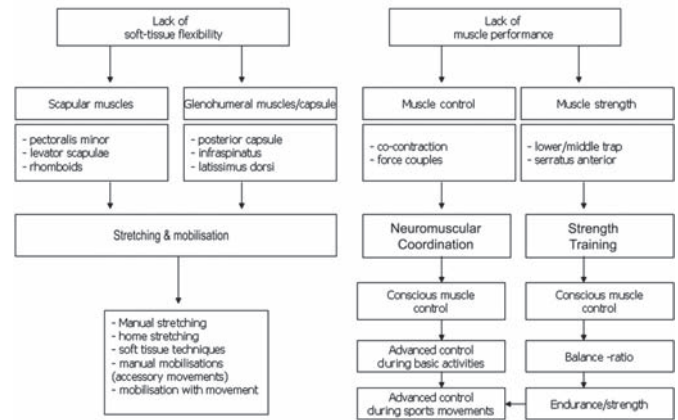 Lack of
soft-tissue flexibility
Scapular muscles
Glenohumeral muscles/capsule
- pectoralis minor
- levator scapulae
- rhomboids
- posterior capsule
- infraspinatus
- latissimus dorsi
Stretching & mobilisation
- Manual stretching
- home stretching
- soft tissue techniques
- manual mobilisations
(accessory movements)
- mobilisation with movement
Lack of
muscle performance
Muscle control
Muscle strength
- co-contraction
- force couples
- lower/middle trap
- serratus anterior
Neuromuscular
Coordination
Strength
Training
Conscious muscle
control
Conscious muscle
control
Advanced control
during basic activities
Balance -ratio
Advanced control
during sports movements
Endurance/strength